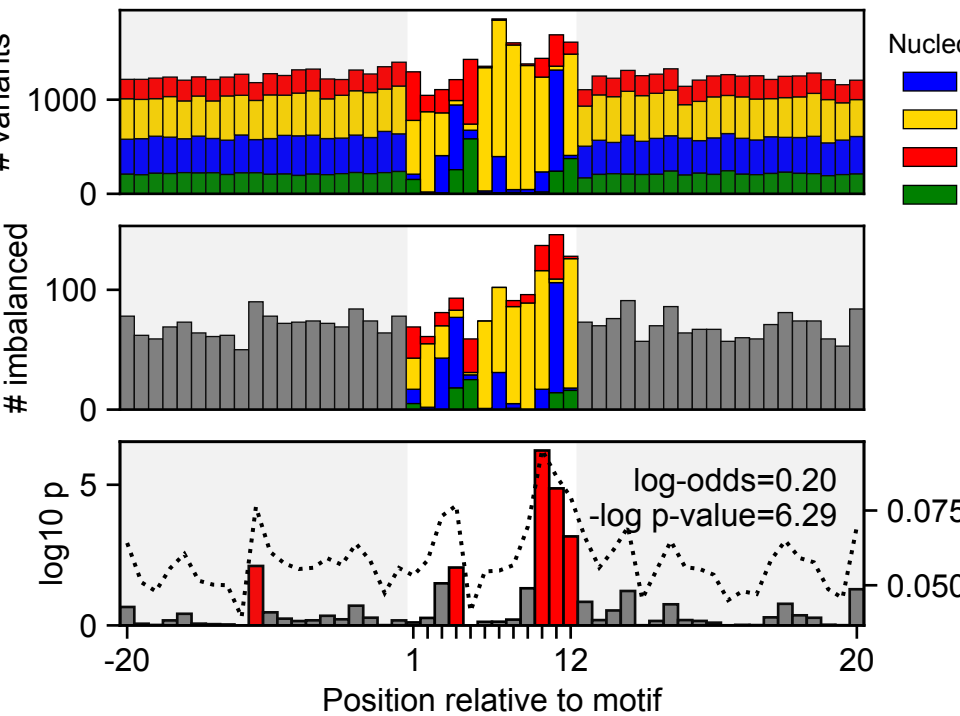 # variants
1000
0
Nucleo
# imbalanced
100
0
log10 p
5
0
log-odds=0.20
-log p-value=6.29
0.075
0.050
-20
1
12
20
Position relative to motif